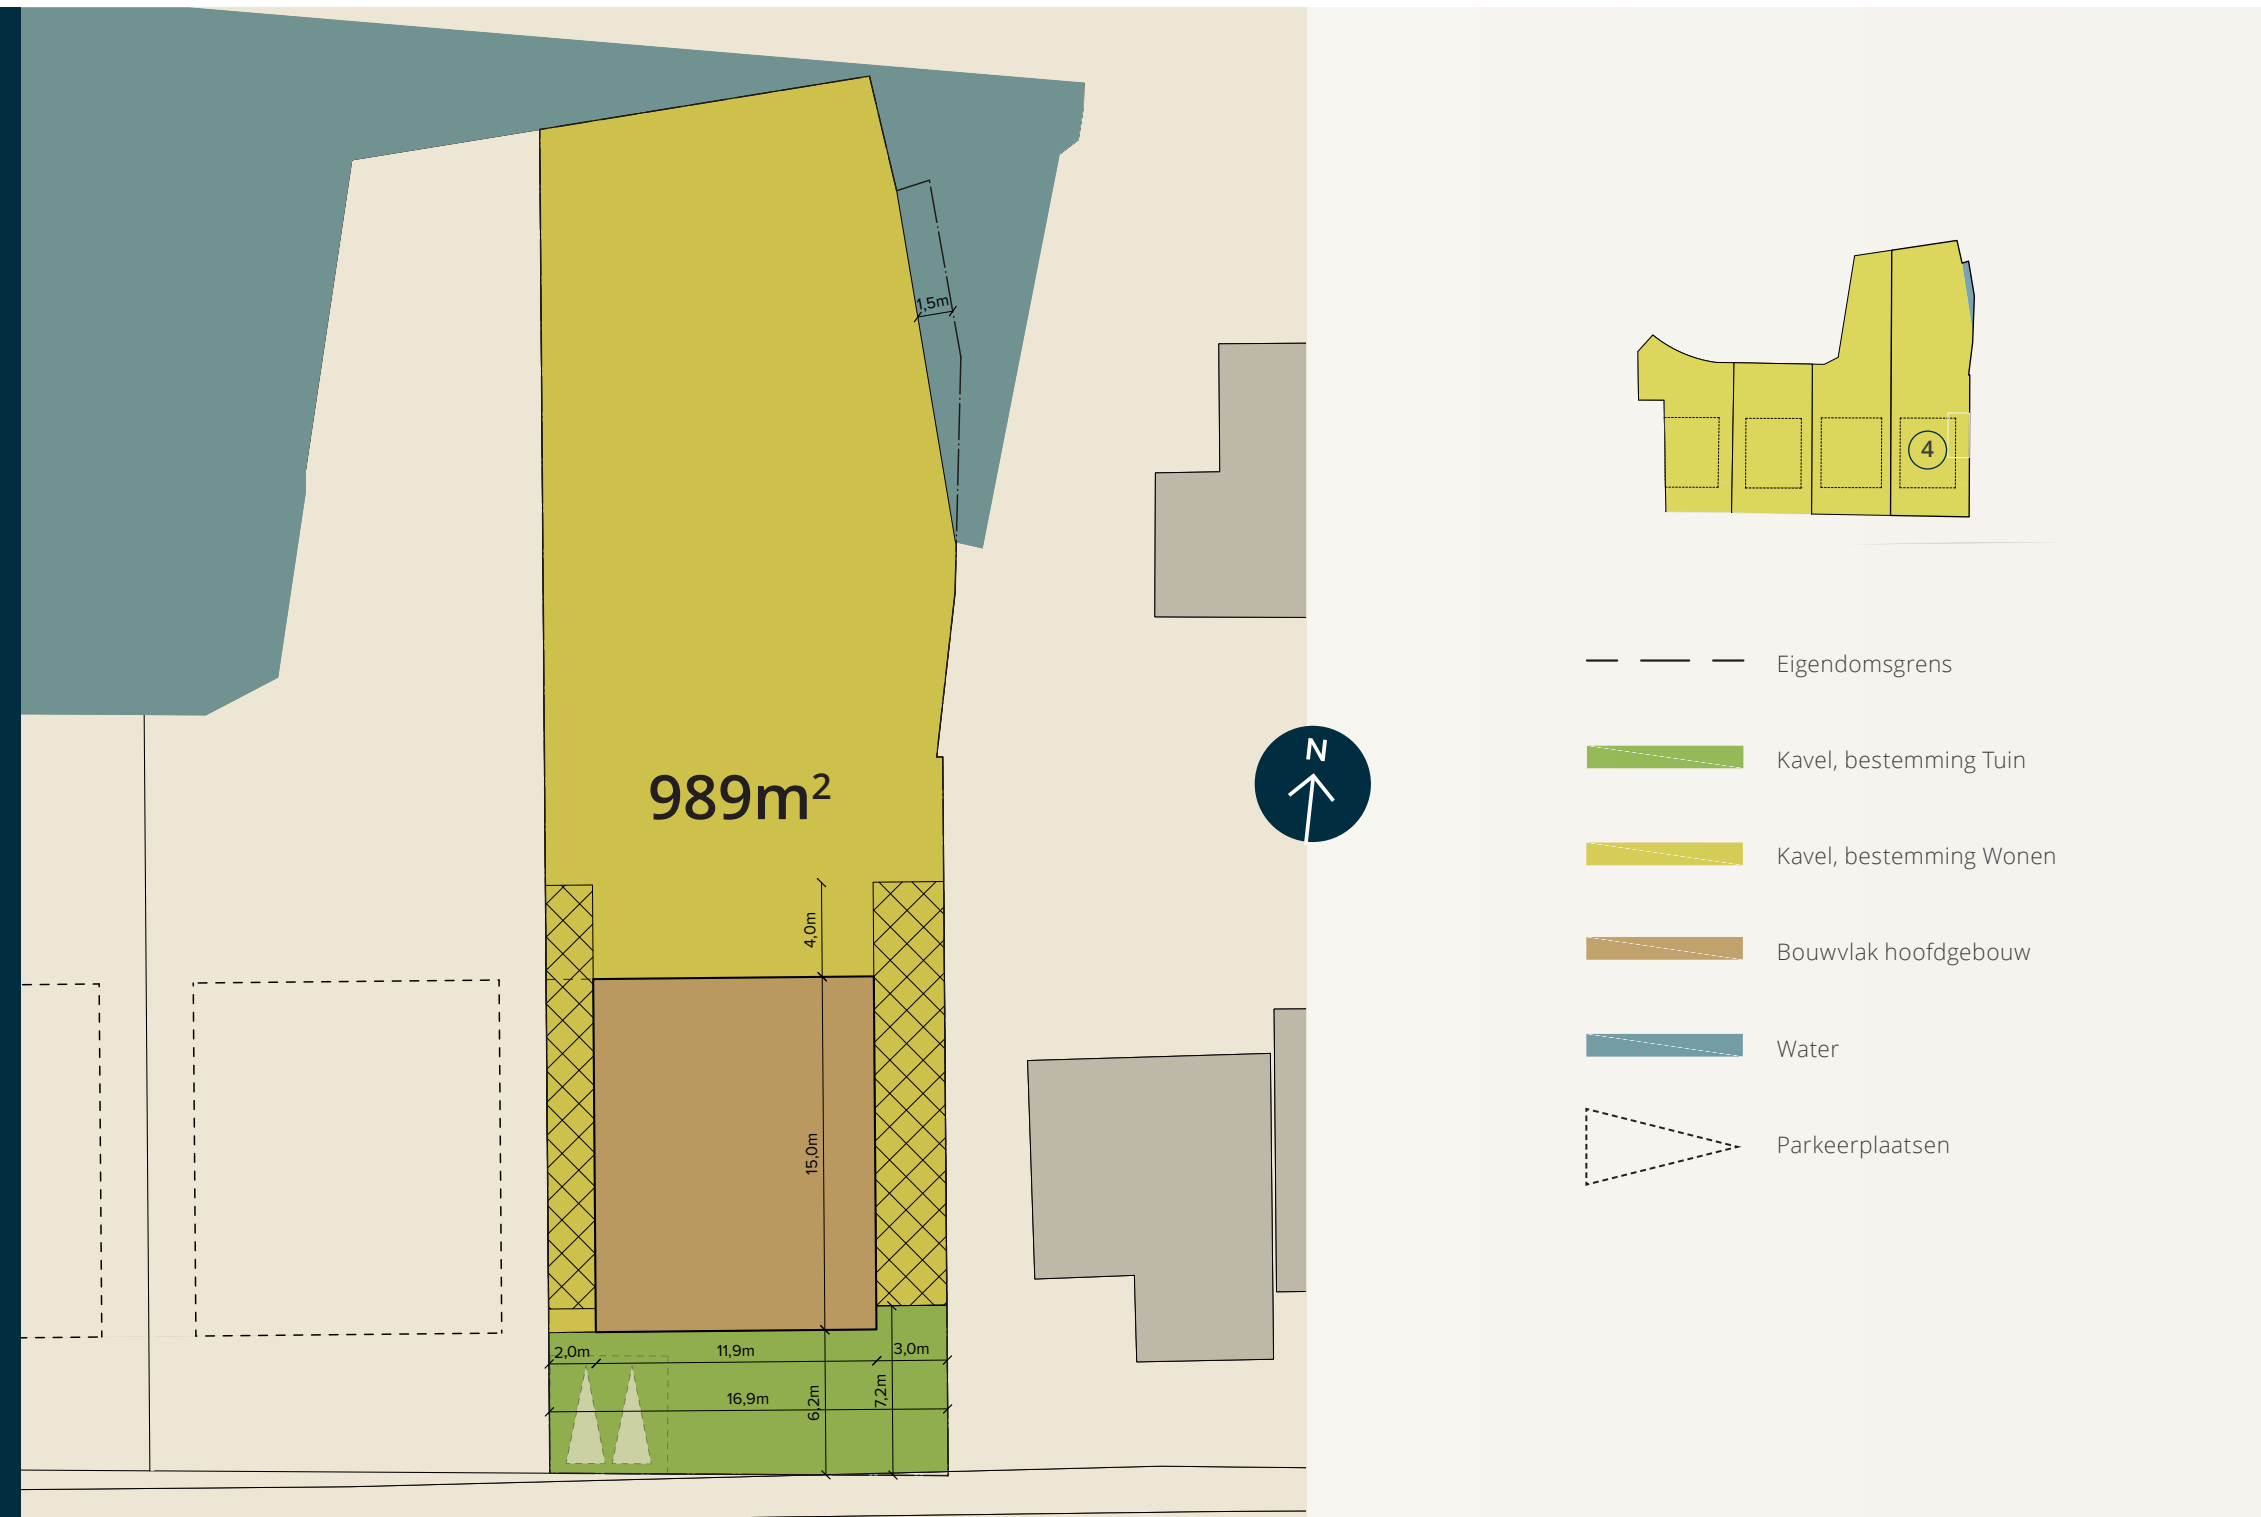 1,5m
989m²
4,0m
15,0m
2,0m
11,9m
3,0m
16,9m
6,2m
7,2m
N
4
Eigendomsgrens
Kavel, bestemming Tuin
Kavel, bestemming Wonen
Bouwvlak hoofdgebouw
Water
Parkeerplaatsen